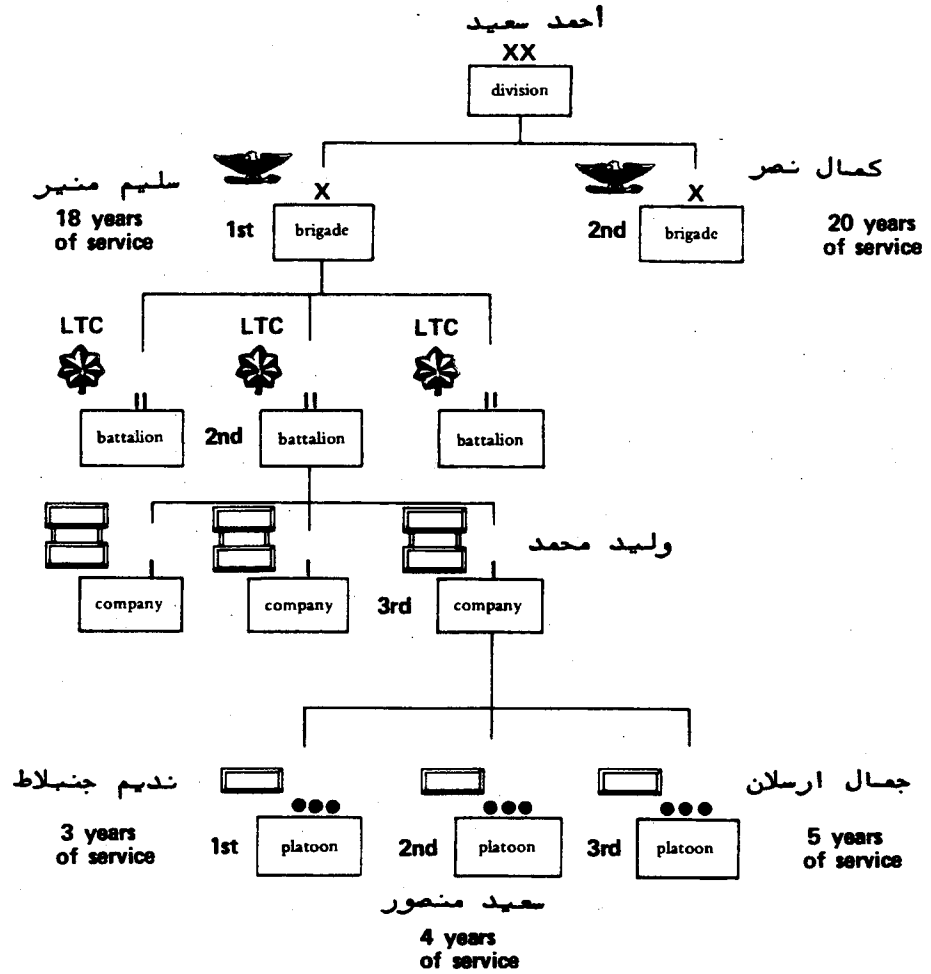 أحمد سعيد
XX
division
سليم منير
18 years
of service
1st
X
brigade
كمال نصر
20 years
of service
2nd
X
brigade
LTC
LTC
LTC
II
battalion
2nd
II
battalion
II
battalion
وليد محمد
I
company
I
company
3rd
I
company
نديم جنبلاط
3 years
of service
1st
platoon
2nd
platoon
سعيد منصور
4 years
of service
3rd
platoon
جمال ارسلان
5 years
of service